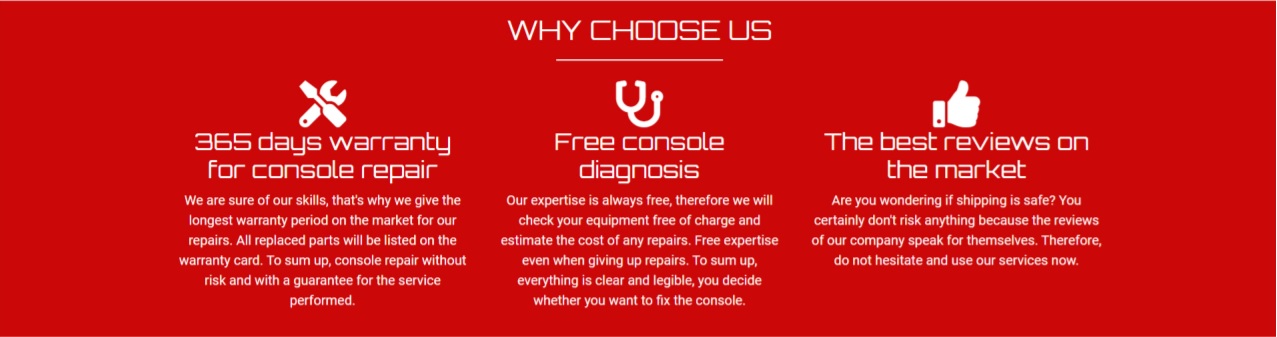 WHY CHOOSE US
365 days warranty
for console repair
We are sure of our skills, that's why we give the
longest warranty period on the market for our
repairs. All replaced parts will be listed on the
warranty card. To sum up, console repair without
risk and with a guarantee for the service
performed.
Free console
diagnosis
Our expertise is always free, therefore we will
check your equipment free of charge and
estimate the cost of any repairs. Free expertise
even when giving up repairs. To sum up,
everything is clear and legible, you decide
whether you want to fix the console.
The best reviews on
the market
Are you wondering if shipping is safe? You
certainly don't risk anything because the reviews
of our company speak for themselves. Therefore,
do not hesitate and use our services now.